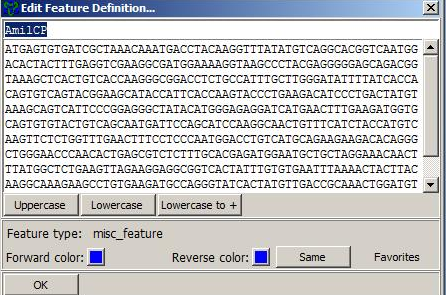 Edit Feature Definition...
AmilCP
ATGAGTGTGATCGCTAAACAAATGACCTACAAGGTTTATATGTCAGGCACGGTCAATGG
ACACTACTTTGAGGTCGAAGGCGATGGAAAAGGTAAGCCCTACGAGGGGGAGCAGACGG
TAAAGCTCACTGTCACCAAGGGCGGACCTCTGCCATTTGCTTGGGATATTTTATCACCA
CAGTGTCAGTACGGAAGCATACCATTCACCAAGTACCCTGAAGACATCCCTGACTATGT
AAAGCAGTCATTCCCGGAGGGCTATACATGGGAGAGGATCATGAACTTTGAAGATGGTG
CAGTGTGTACTGTCAGCAATGATTCCAGCATCCAAGGCAACTGTTTCATCTACCATGTC
AAGTTCTCTGGTTTGAACTTTCCTCCCAATGGACCTGTCATGCAGAAGAAGACACAGGG
CTGGGAACCCAACACTGAGCGTCTCTTTGCACGAGATGGAATGCTGCTAGGAAACAACT
TTATGGCTCTGAAGTTAGAAGGAGGCGGTCACTATTTGTGTGAATTTAAAACTACTTAC
AAGGCAAAGAAGCCTGTGAAGATGCCAGGGTATCACTATGTTGACCGCAAACTGGATGT
Uppercase Lowercase Lowercase to +
Feature type: misc_feature
Forward color: Reverse color: Same Favorites
OK